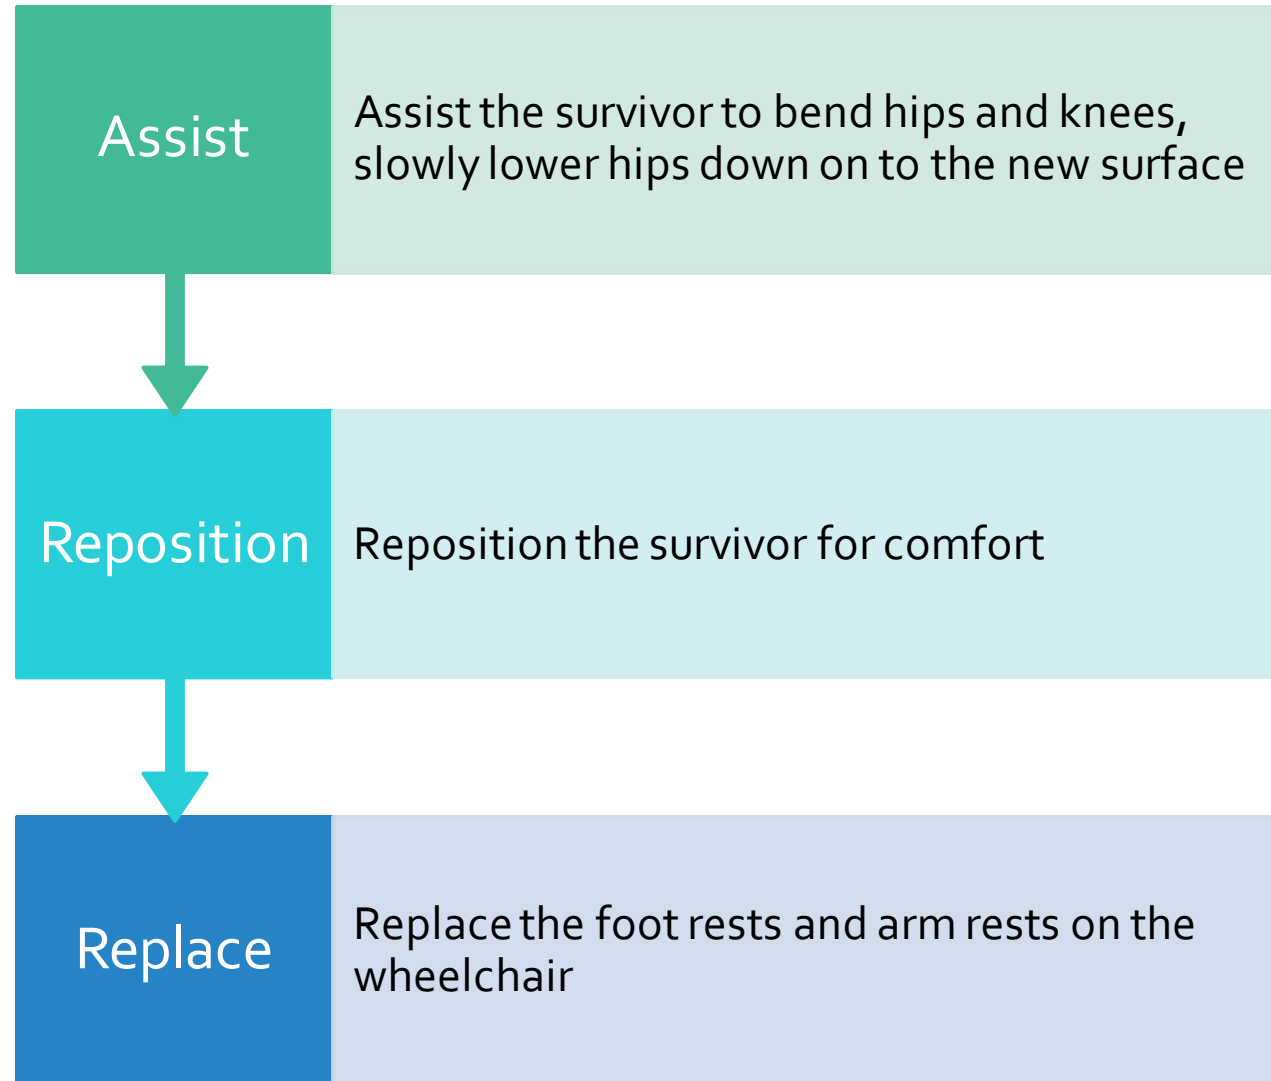 Assist
Assist the survivor to bend hips and knees,
slowly lower hips down on to the new surface
Reposition
Reposition the survivor for comfort
Replace
Replace the foot rests and arm rests on the
wheelchair